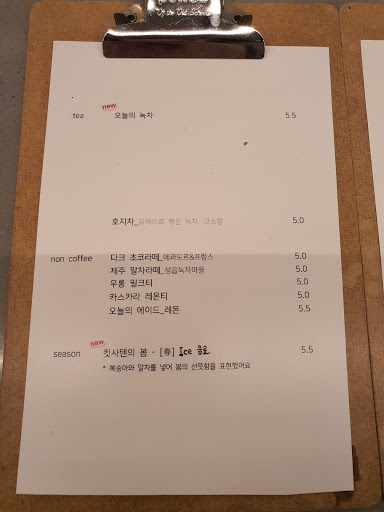 new
tea 오늘의 녹차 5.5
호지차_갈색으로 볶은 녹차. 고소함 5.0
non coffee 다크 초코라떼_에콰도르&프랑스 5.0
제주 말차라떼_섬읍녹차마을 5.0
우롱 밀크티 5.0
카스카라 레몬티 5.0
오늘의 에이드_레몬 5.5
new
season 킷사텐의 봄 - [春] Ice 음료 5.5
* 복숭아와 말차를 넣어 봄의 산뜻함을 표현했어요